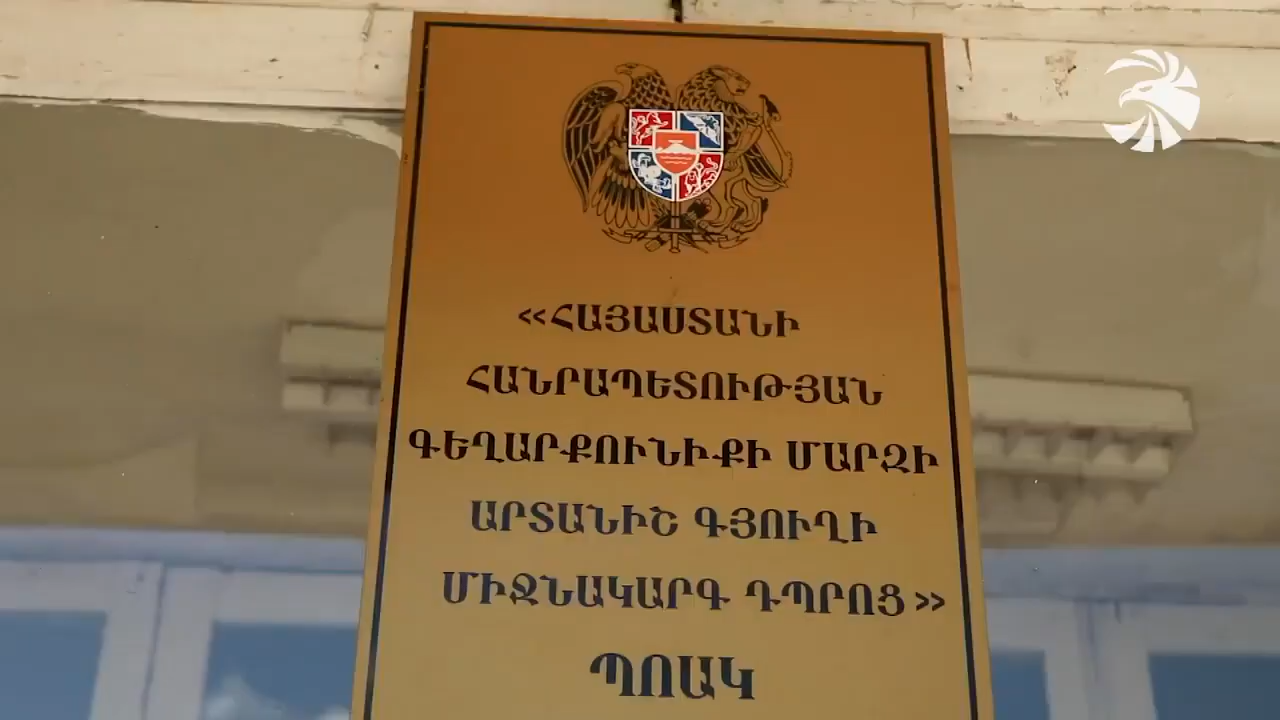 «ՀԱՅԱՍՏԱՆԻ
ՀԱՆՐԱՊԵՏՈՒԹՅԱՆ
ԳԵՂԱՐՔՈՒՆԻՔԻ ՄԱՐԶԻ
ԱՐՏԱՆԻՇ ԳՅՈՒՂԻ
ՄԻՋՆԱԿԱՐԳ ԴՊՐՈՑ»
ՊՈԱԿ